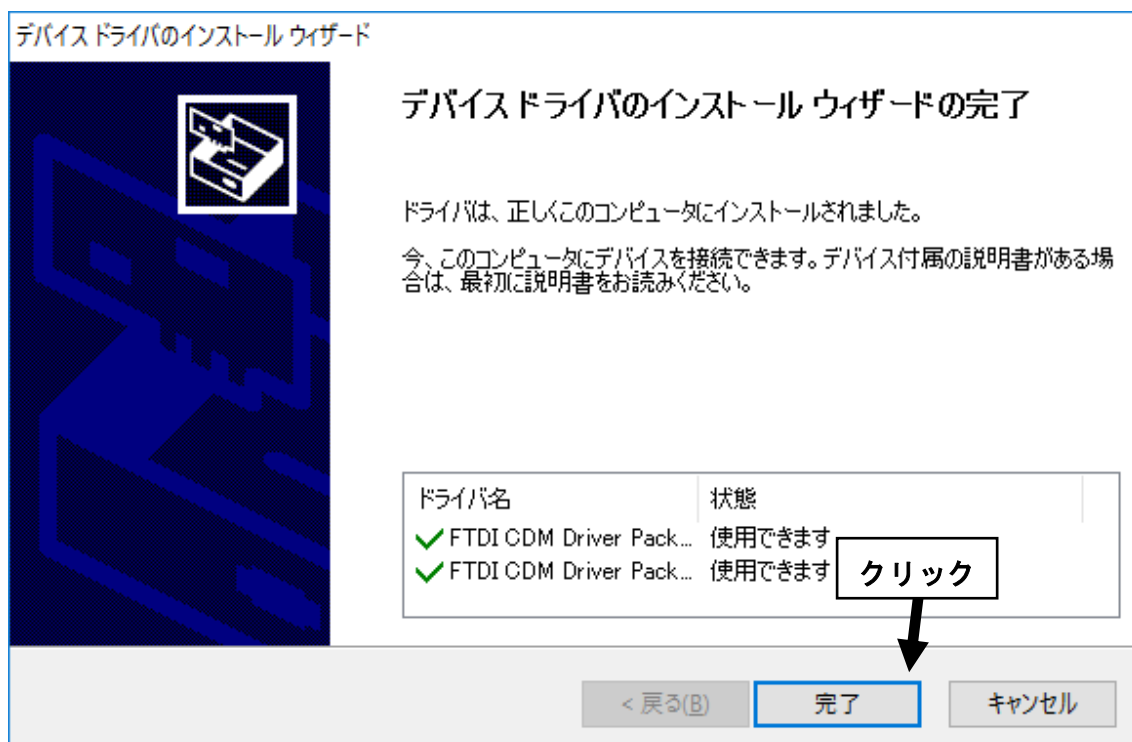 デバイス ドライバのインストール ウィザード
デバイス ドライバのインストール ウィザードの完了
ドライバは、正しくこのコンピュータにインストールされました。
今、このコンピュータにデバイスを接続できます。デバイス付属の説明書がある場
合は、最初に説明書をお読みください。
ドライバ名 状態
FTDI CDM Driver Pack... 使用できます
FTDI CDM Driver Pack... 使用できます
クリック
< 戻る(B) 完了 キャンセル